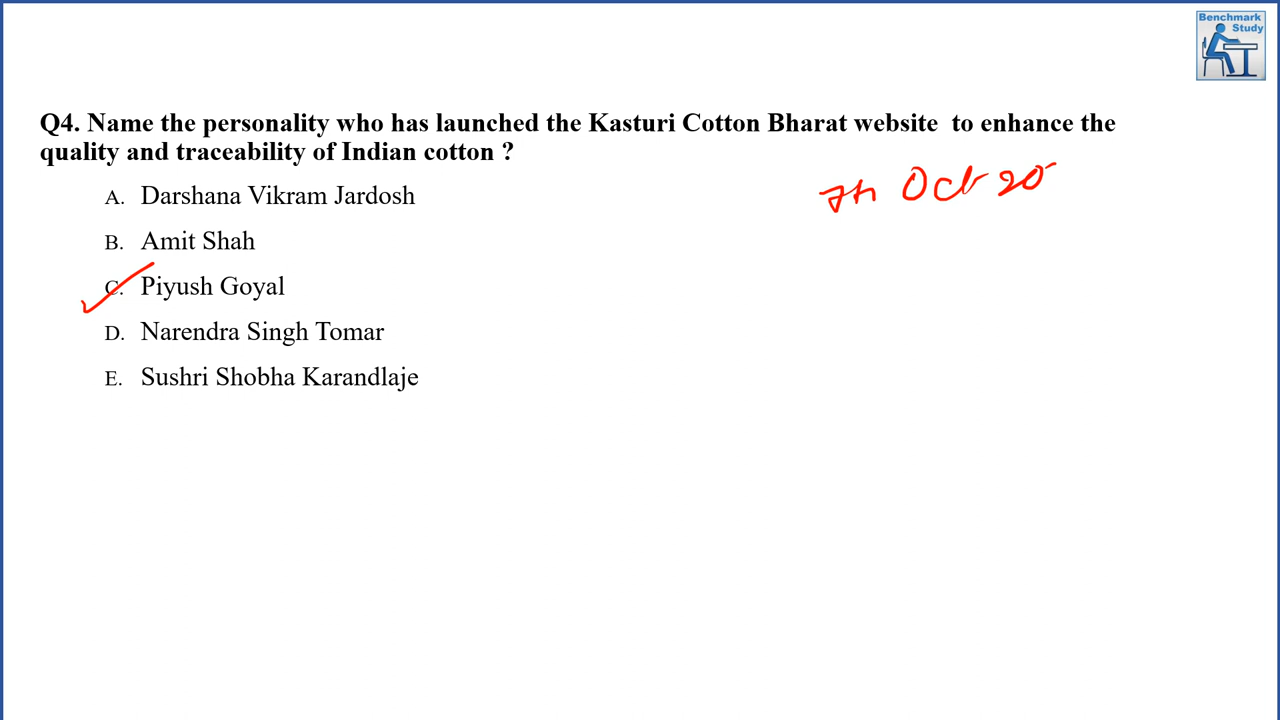 Benchmark
Study
Q4. Name the personality who has launched the Kasturi Cotton Bharat website to enhance the
quality and traceability of Indian cotton ?
7th Oct 20
A. Darshana Vikram Jardosh
B. Amit Shah
C. Piyush Goyal
D. Narendra Singh Tomar
E. Sushri Shobha Karandlaje